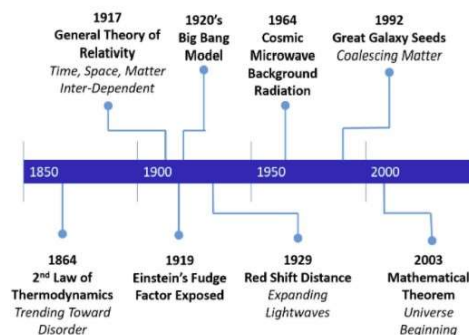 1917
General Theory of
Relativity
Time, Space, Matter
Inter-Dependent
1920's
Big Bang
Model
1964
Cosmic
Microwave
Background
Radiation
1992
Great Galaxy Seeds
Coalescing Matter
1850
1900
1950
2000
1864
2nd Law of
Thermodynamics
Trending Toward
Disorder
1919
Einstein's Fudge
Factor Exposed
1929
Red Shift Distance
Expanding
Lightwaves
2003
Mathematical
Theorem
Universe
Beginning